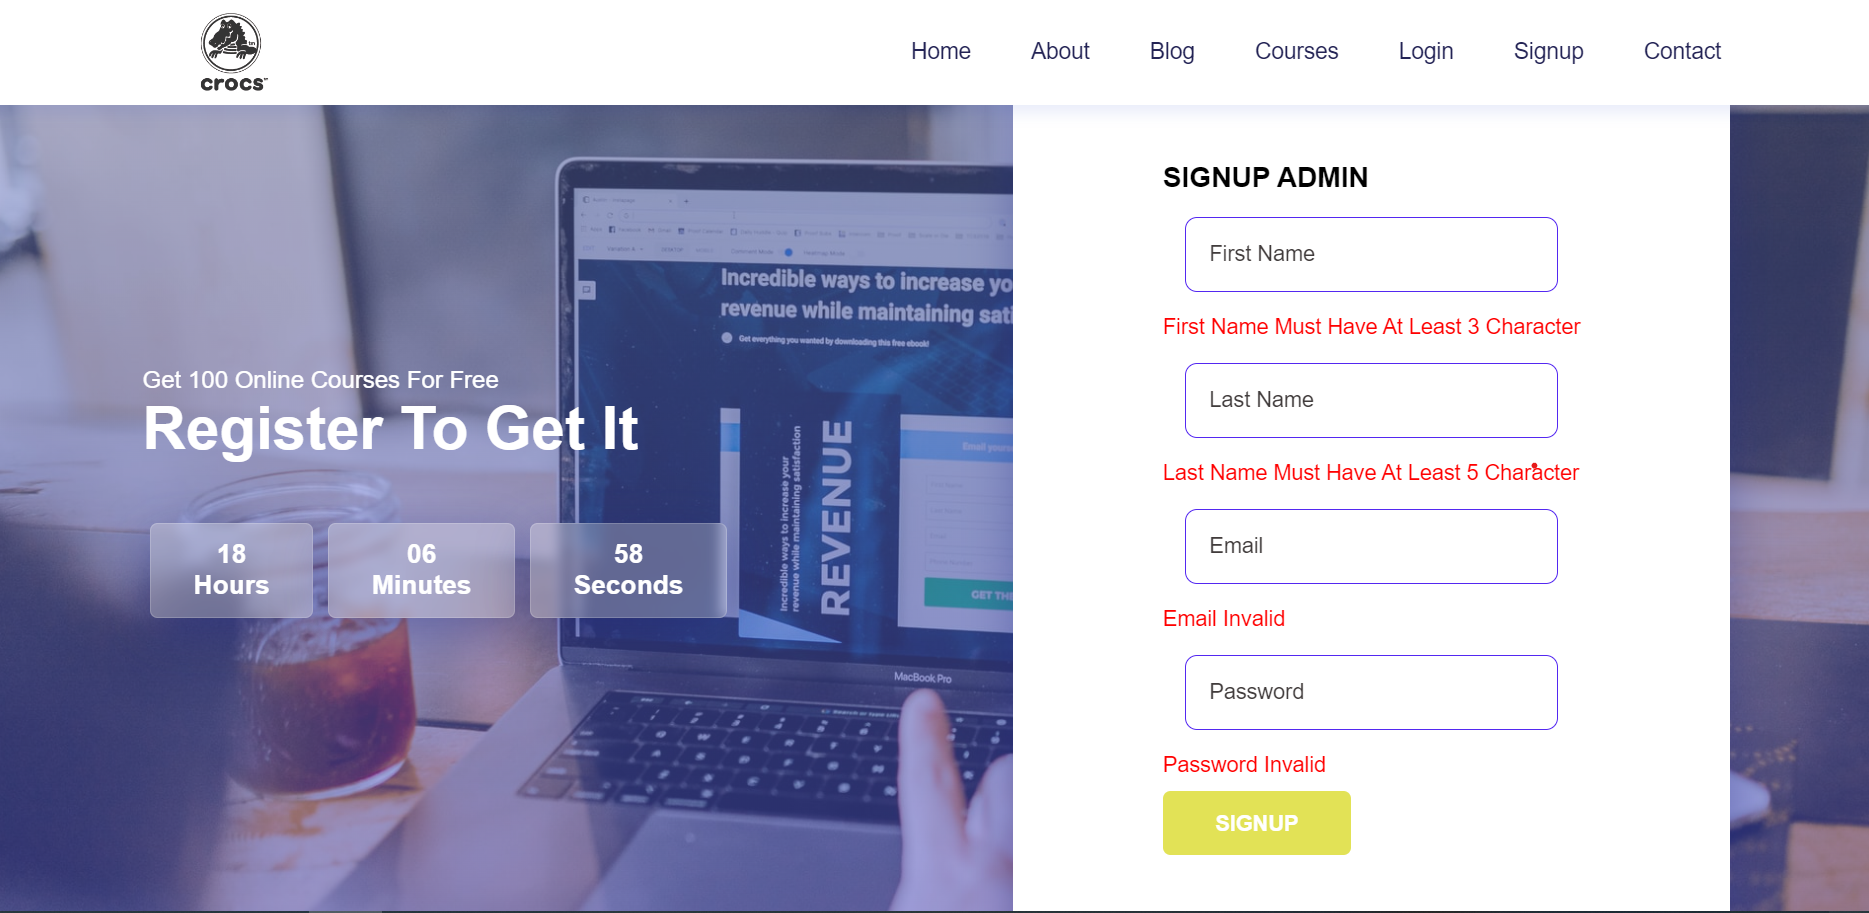 crocs
Home
About
Blog
Courses
Login
Signup
Contact
Get 100 Online Courses For Free
Register To Get It
18
Hours
06
Minutes
58
Seconds
Incredible ways to increase yo
revenue while maintaining sati
Get everything you wanted by downloading this free ebook!
Incredible ways to increase your
revenue while maintaining satisfaction
REVENUE
Email yours
GET THE
MacBook Pro
SIGNUP ADMIN
First Name
First Name Must Have At Least 3 Character
Last Name
Last Name Must Have At Least 5 Character
Email
Email Invalid
Password
Password Invalid
SIGNUP